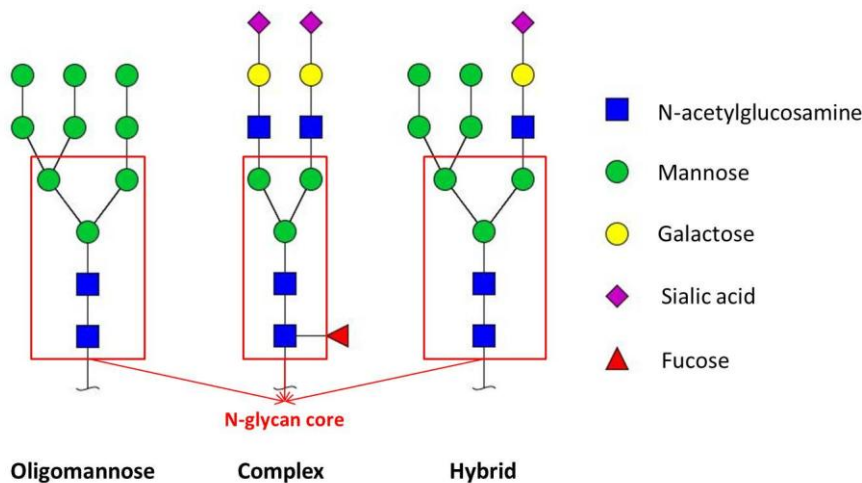 N-acetylglucosamine
Mannose
Galactose
Sialic acid
Fucose
N-glycan core
Oligomannose
Complex
Hybrid